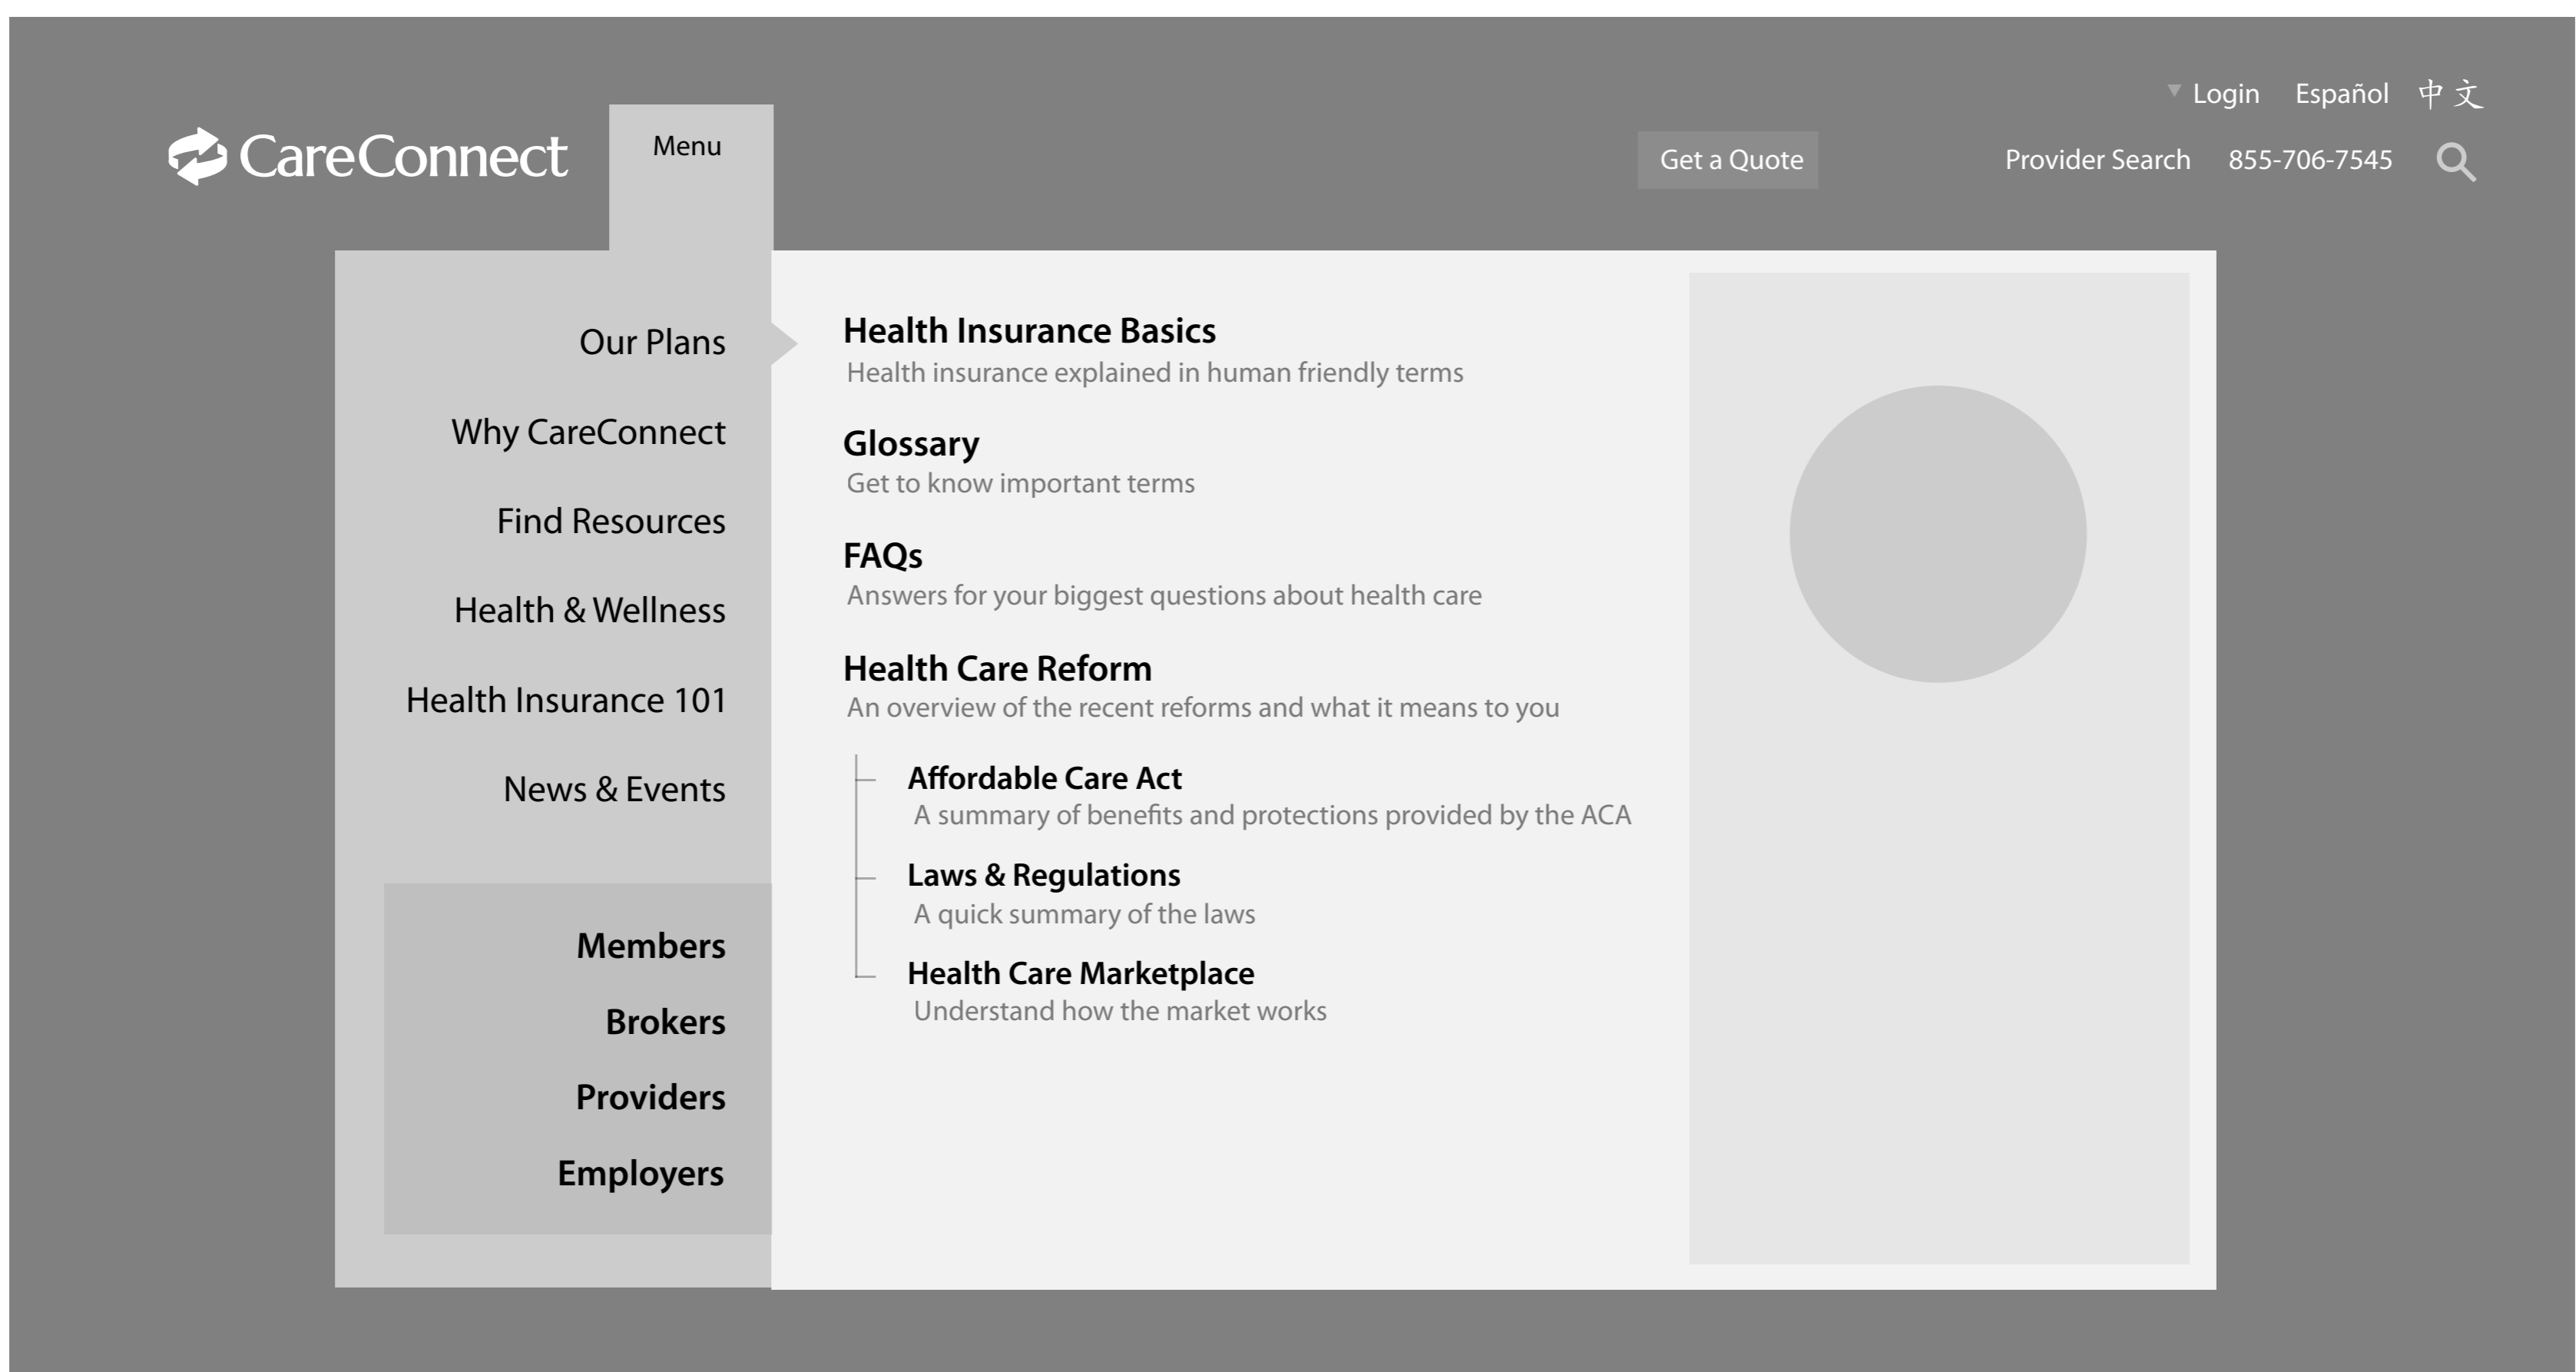 Login Español 中文
CareConnect
Menu
Get a Quote
Provider Search 855-706-7545
Our Plans
Why CareConnect
Find Resources
Health & Wellness
Health Insurance 101
News & Events
Members
Brokers
Providers
Employers
Health Insurance Basics
Health insurance explained in human friendly terms
Glossary
Get to know important terms
FAQs
Answers for your biggest questions about health care
Health Care Reform
An overview of the recent reforms and what it means to you
Affordable Care Act
A summary of benefits and protections provided by the ACA
Laws & Regulations
A quick summary of the laws
Health Care Marketplace
Understand how the market works